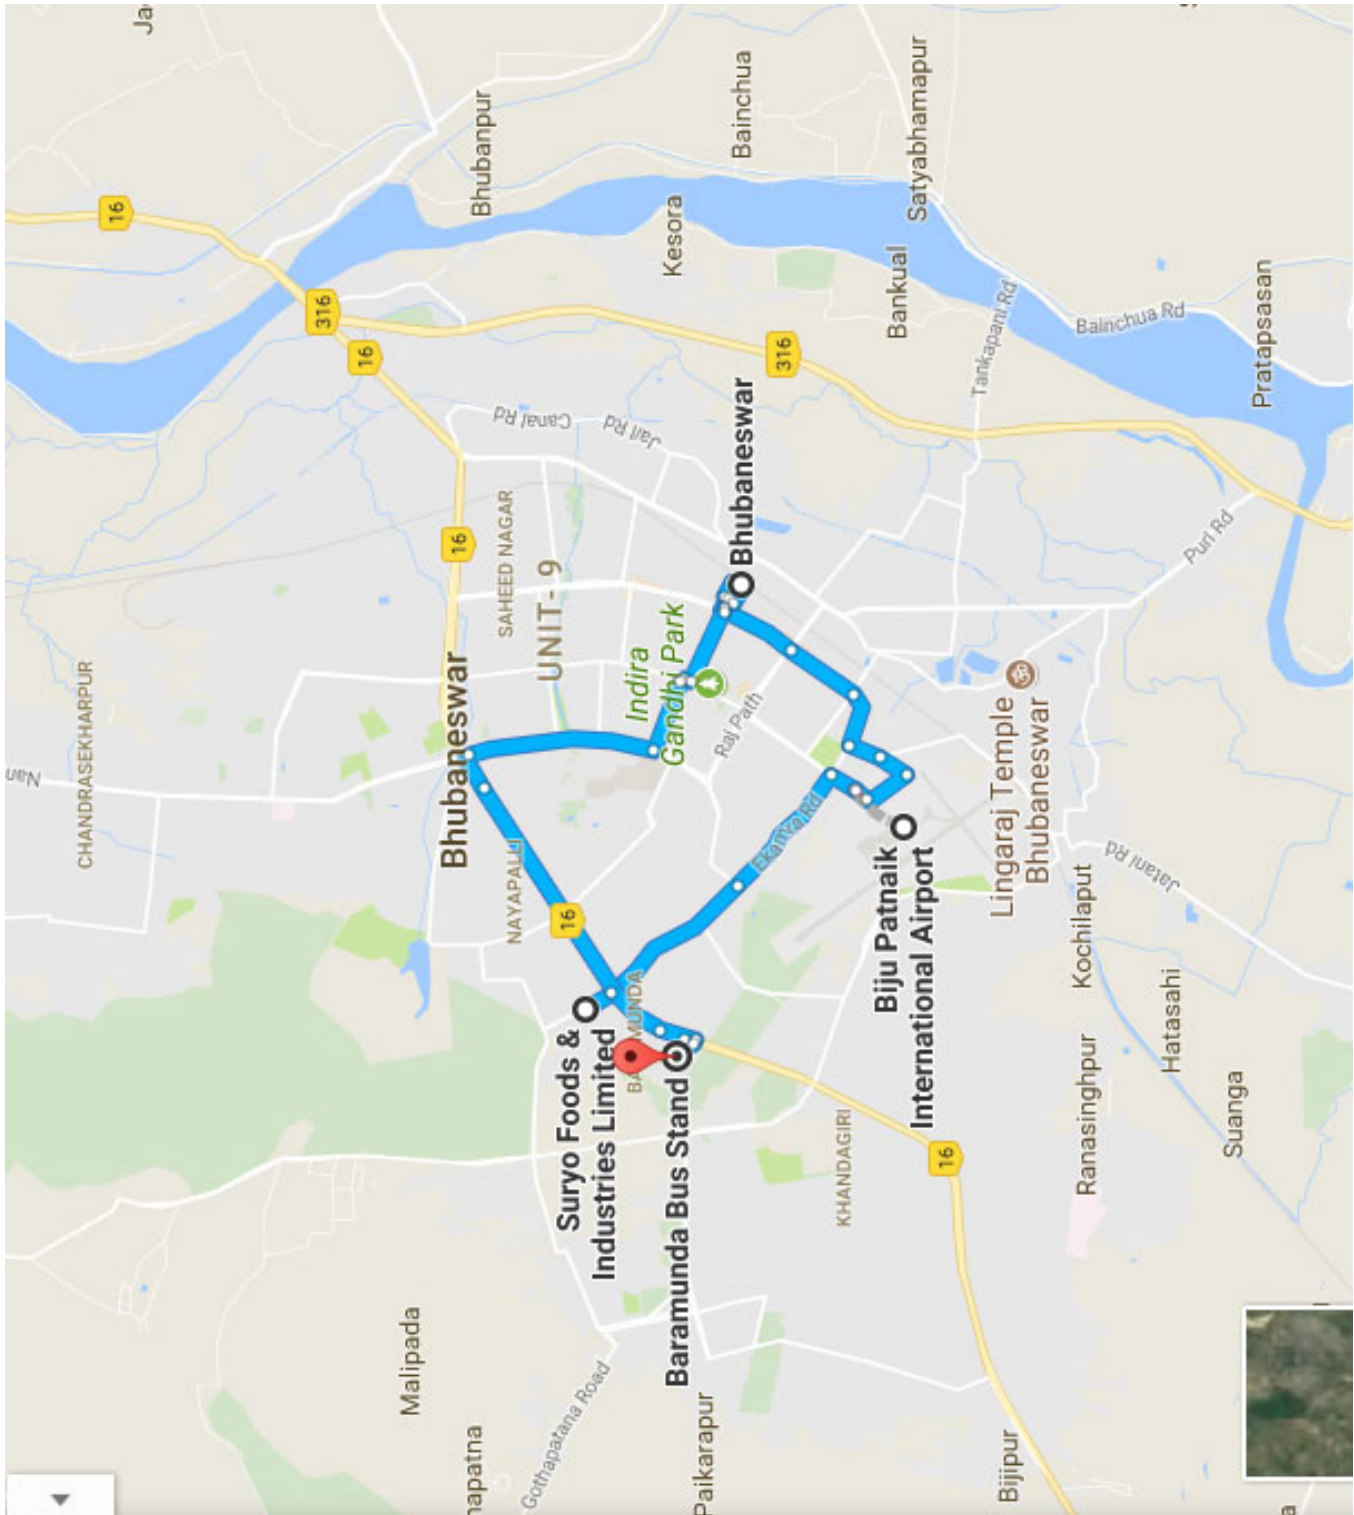 Malipada
Gothapatana Road
Paikarapur
Bijipur
CHANDRASEKHARPUR
Bhubaneswar
NAYAPALLI
16
Suryo Foods &
Industries Limited
Baramunda Bus Stand
KHANDAGIRI
16
Biju Patnaik
International Airport
Ranasinghpur
Hatasahi
Suanga
Kochilaput
Jatani Rd
Lingaraj Temple
Bhubaneswar
Ekamra Rd
Raj Path
Indira
Gandhi Park
UNIT-9
SAHEED NAGAR
16
Bhubaneswar
Canal Rd
Jail Rd
Puri Rd
16
316
16
316
Bhubanpur
Kesora
Bainchua
Bankual
Satyabhamapur
Tankapani Rd
Bainchua Rd
Pratapsasan